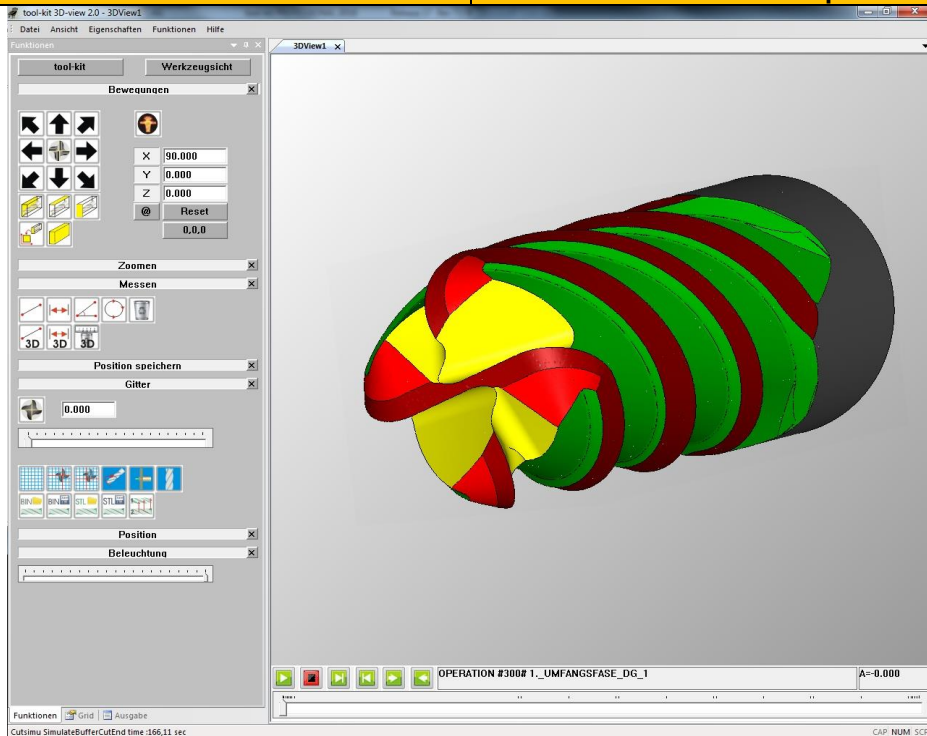 tool-kit 3D-view 2.0 - 3DView1
Datei Ansicht Eigenschaften Funktionen Hilfe
Funktionen
3DView1 x
tool-kit Werkzeugsicht
Bewegungen
X 90.000
Y 0.000
Z 0.000
@ Reset
0,0,0
Zoomen
Messen
3D 3D 3D
Position speichern
Gitter
0.000
BIN BIN STL STL
Position
Beleuchtung
OPERATION #300# 1._UMFANGSFASE_DG_1 A=-0.000
Funktionen Grid Ausgabe
Cutsimu SimulateBufferCutEnd time :166,11 sec CAP NUM SCR